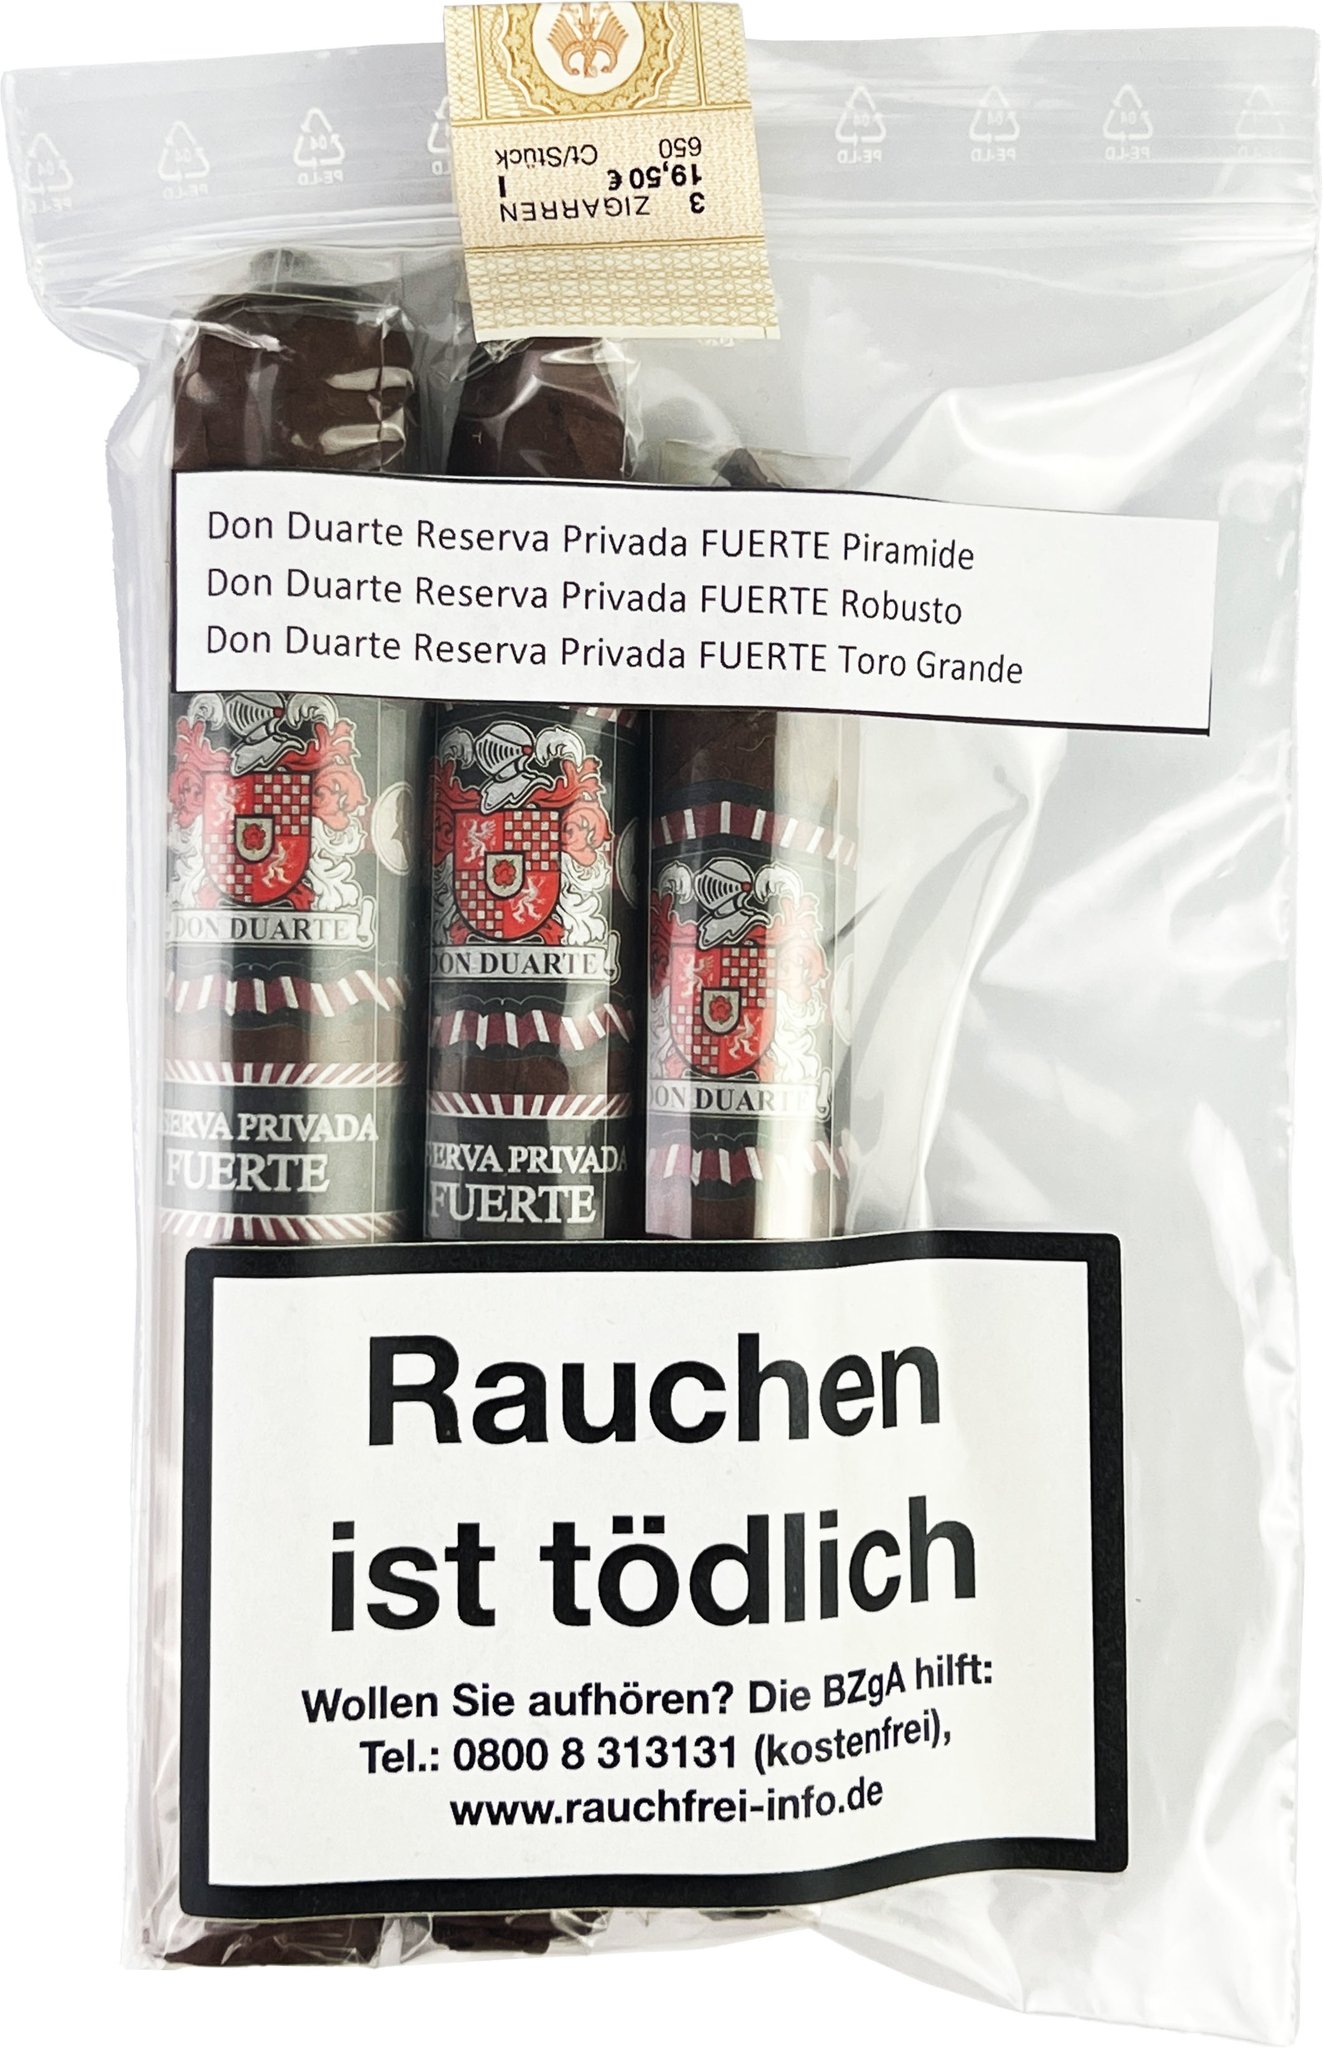 3 ZIGARREN I
19,50 €
650 Ct/Stück
Don Duarte Reserva Privada FUERTE Piramide
Don Duarte Reserva Privada FUERTE Robusto
Don Duarte Reserva Privada FUERTE Toro Grande
DON DUARTE
SERVA PRIVADA
FUERTE
DON DUARTE
SERVA PRIVADA
FUERTE
DON DUARTE
Rauchen
ist tödlich
Wollen Sie aufhören? Die BZgA hilft:
Tel.: 0800 8 313131 (kostenfrei),
www.rauchfrei-info.de